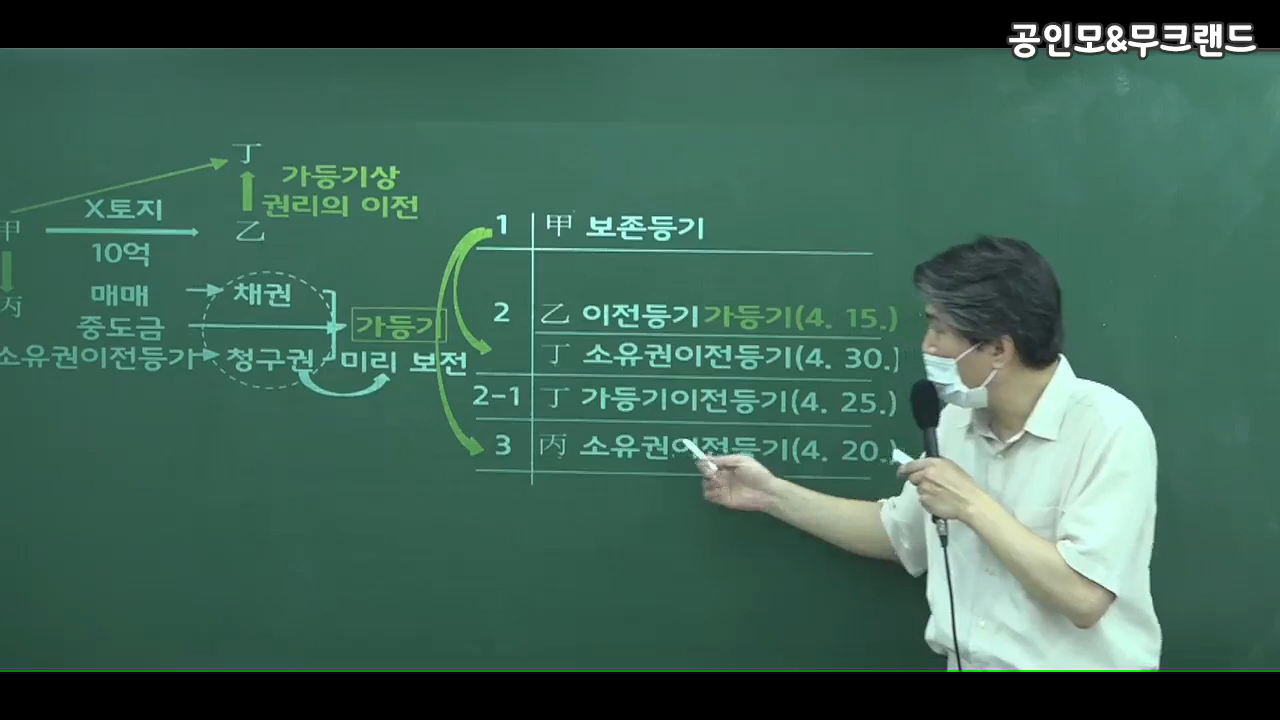 공인모&무크랜드
丁
가등기상
권리의 이전
X토지
甲
乙
10억
丙
매매
채권
중도금
가등기
소유권이전등기
청구권
미리 보전
1 甲 보존등기
2 乙 이전등기 가등기(4. 15.)
丁 소유권이전등기(4. 30.)
2-1 丁 가등기이전등기(4. 25.)
3 丙 소유권이전등기(4. 20.)